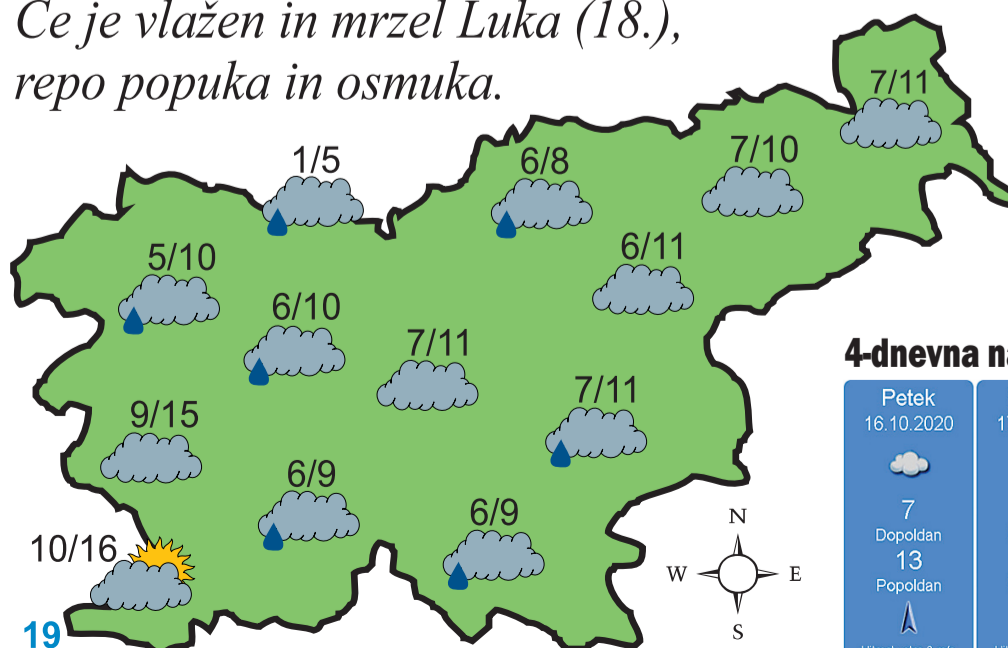 Če je vlažen in mrzel Luka (18.),
repo popuka in osmuka.
7/11
1/5
6/8
7/10
5/10
6/11
6/10
7/11
7/11
9/15
6/9
6/9
10/16
N
W E
S
19
4-dnevna
Petek
16.10.2020
7
Dopoldan
13
Popoldan